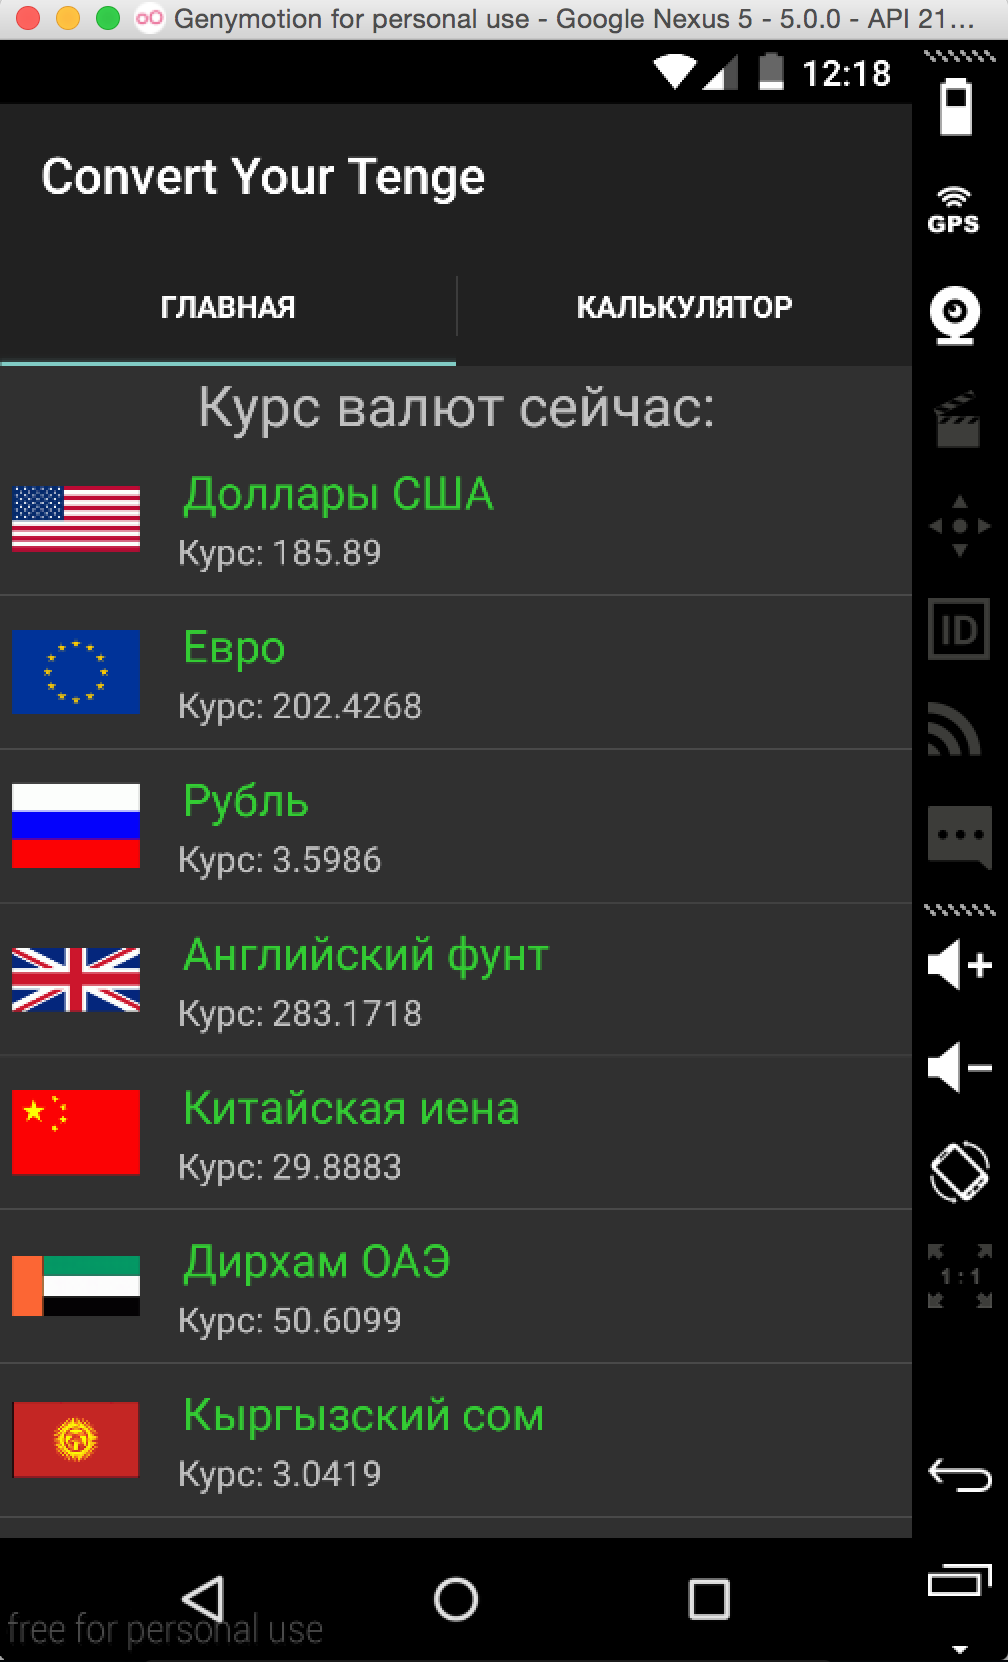 Genymotion for personal use - Google Nexus 5 - 5.0.0 - API 21...
12:18
GPS
Convert Your Tenge
ГЛАВНАЯ
КАЛЬКУЛЯТОР
Курс валют сейчас:
Доллары США
Курс: 185.89
Евро
Курс: 202.4268
ID
Рубль
Курс: 3.5986
Английский фунт
Курс: 283.1718
Китайская иена
Курс: 29.8883
Дирхам ОАЭ
Курс: 50.6099
1:1
Кыргызский сом
Курс: 3.0419
free for personal use